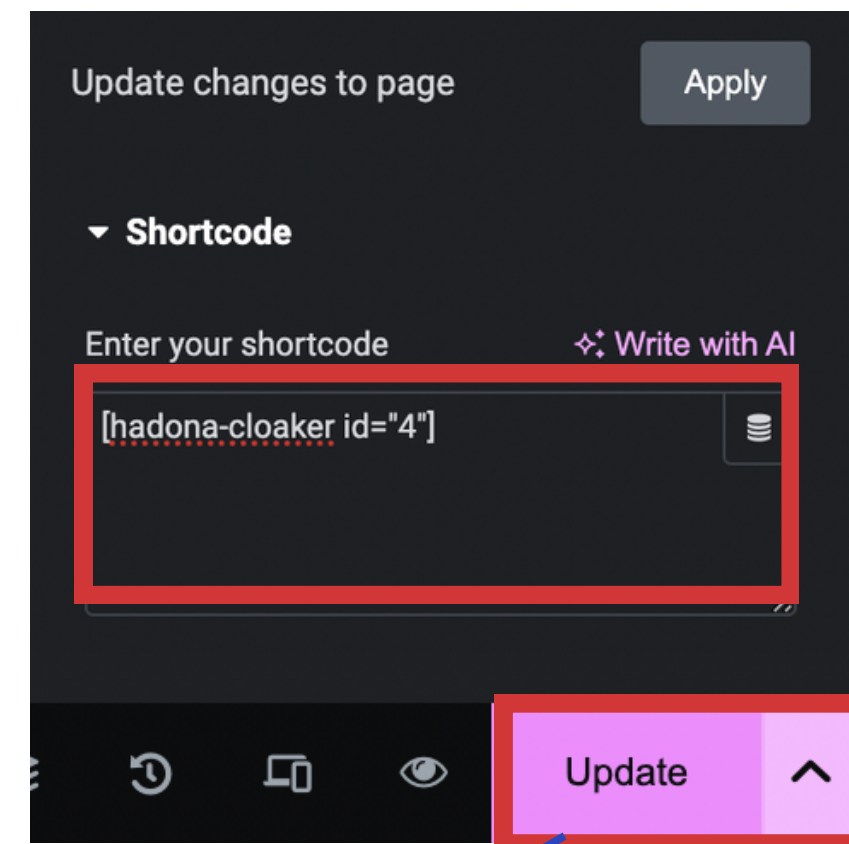 Update changes to page
Apply
Shortcode
Enter your shortcode
Write with AI
[hadona-cloaker id="4"]
Update